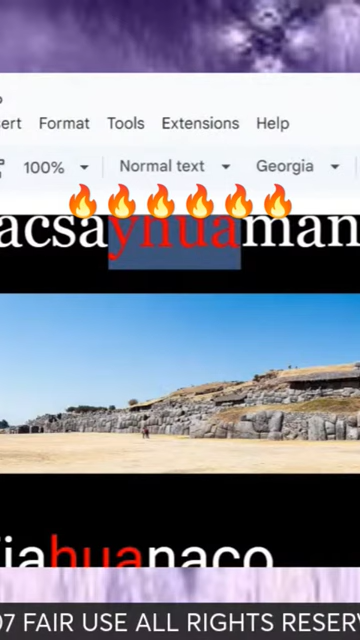 ert Format Tools Extensions Help
100% Normal text Georgia
acsayhuaman
iahuanaco
07 FAIR USE ALL RIGHTS RESERV